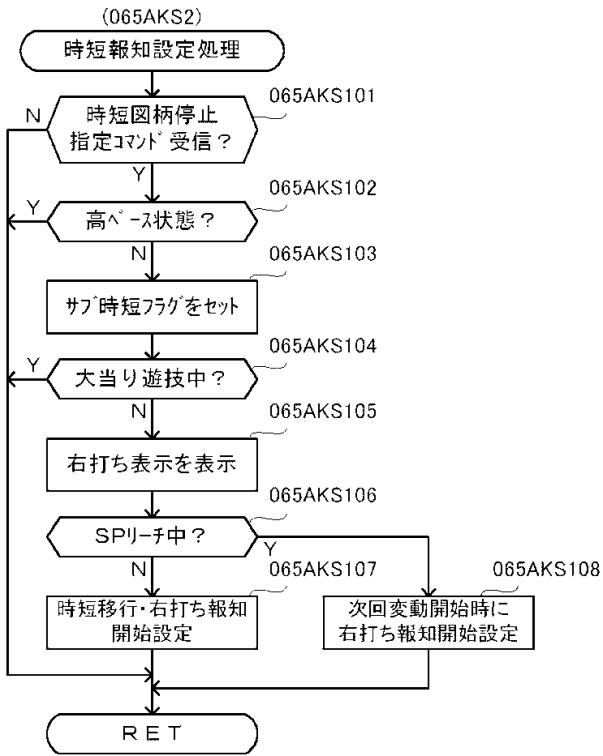 (065AKS2)
時短報知設定処理
065AKS101
N
時短図柄停止
指定ｺﾏﾝﾄﾞ受信？
Y
065AKS102
Y
高ﾍﾞｰｽ状態？
N
065AKS103
ｻﾌﾞ時短ﾌﾗｸﾞをｾｯﾄ
065AKS104
Y
大当り遊技中？
N
065AKS105
右打ち表示を表示
065AKS106
SPﾘｰﾁ中？
Y
N
065AKS107
065AKS108
時短移行・右打ち報知
開始設定
次回変動開始時に
右打ち報知開始設定
ＲＥＴ